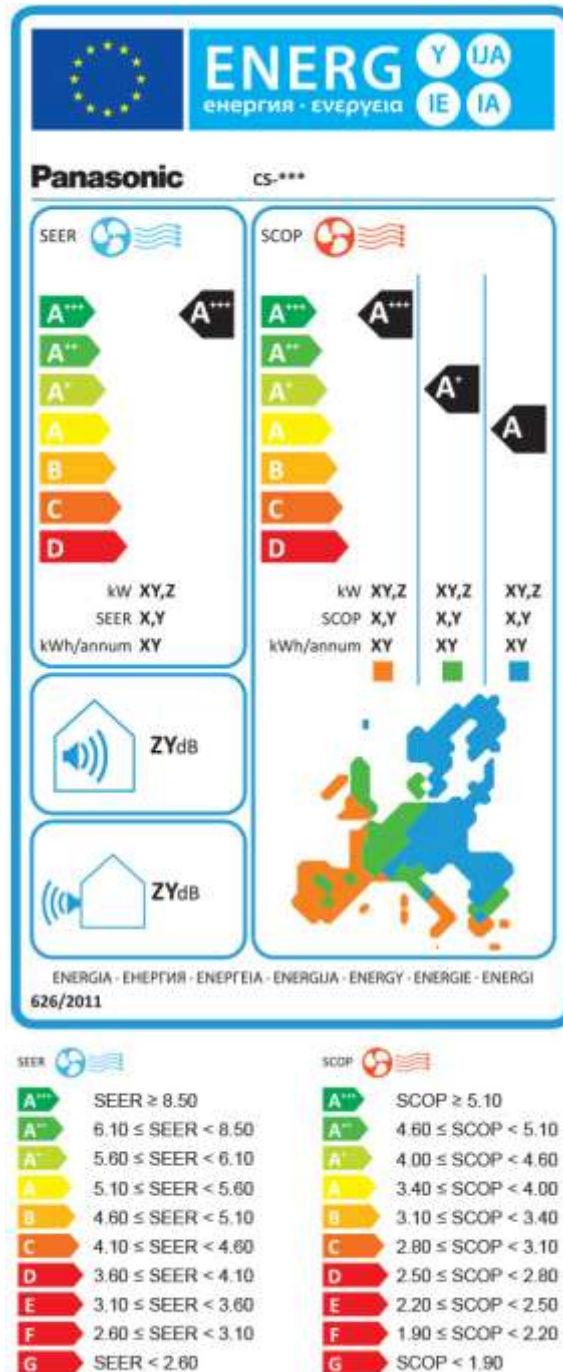 ENERG Y IJA
енергия · ενεργεια IE IA
Panasonic CS-***
SEER
SCOP
A+++ A+++
A++
A+
A
B
C
D
A+++ A+++
A++
A+ A+
A A
B
C
D
kW XY,Z
SEER X,Y
kWh/annum XY
kW XY,Z XY,Z XY,Z
SCOP X,Y X,Y X,Y
kWh/annum XY XY XY
ZYdB
ZYdB
ENERGIA · ЕНЕРГИЯ · ΕΝΕΡΓΕΙΑ · ENERGIJA · ENERGY · ENERGIE · ENERGI
626/2011
SEER
A+++ SEER ≥ 8.50
A++ 6.10 ≤ SEER < 8.50
A+ 5.60 ≤ SEER < 6.10
A 5.10 ≤ SEER < 5.60
B 4.60 ≤ SEER < 5.10
C 4.10 ≤ SEER < 4.60
D 3.60 ≤ SEER < 4.10
E 3.10 ≤ SEER < 3.60
F 2.60 ≤ SEER < 3.10
G SEER < 2.60
SCOP
A+++ SCOP ≥ 5.10
A++ 4.60 ≤ SCOP < 5.10
A+ 4.00 ≤ SCOP < 4.60
A 3.40 ≤ SCOP < 4.00
B 3.10 ≤ SCOP < 3.40
C 2.80 ≤ SCOP < 3.10
D 2.50 ≤ SCOP < 2.80
E 2.20 ≤ SCOP < 2.50
F 1.90 ≤ SCOP < 2.20
G SCOP < 1.90